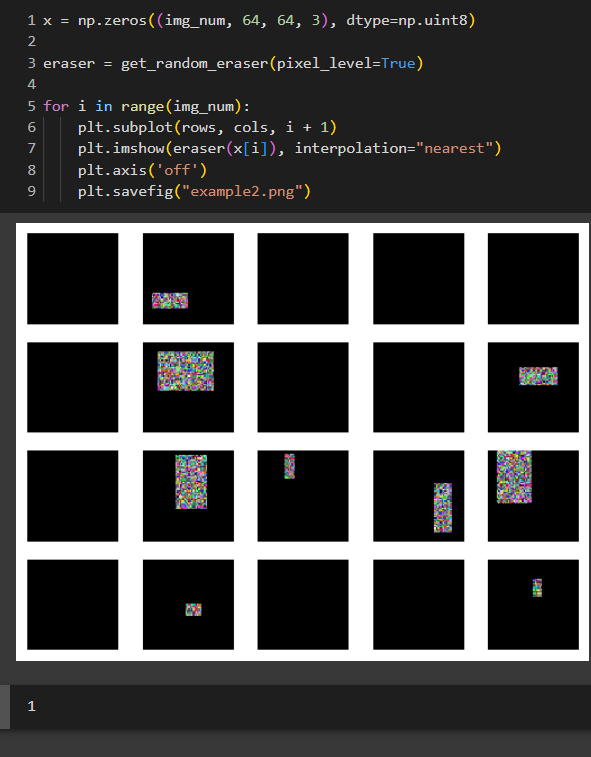 1 x = np.zeros((img_num, 64, 64, 3), dtype=np.uint8)
2
3 eraser = get_random_eraser(pixel_level=True)
4
5 for i in range(img_num):
6     plt.subplot(rows, cols, i + 1)
7     plt.imshow(eraser(x[i]), interpolation="nearest")
8     plt.axis('off')
9     plt.savefig("example2.png")
1